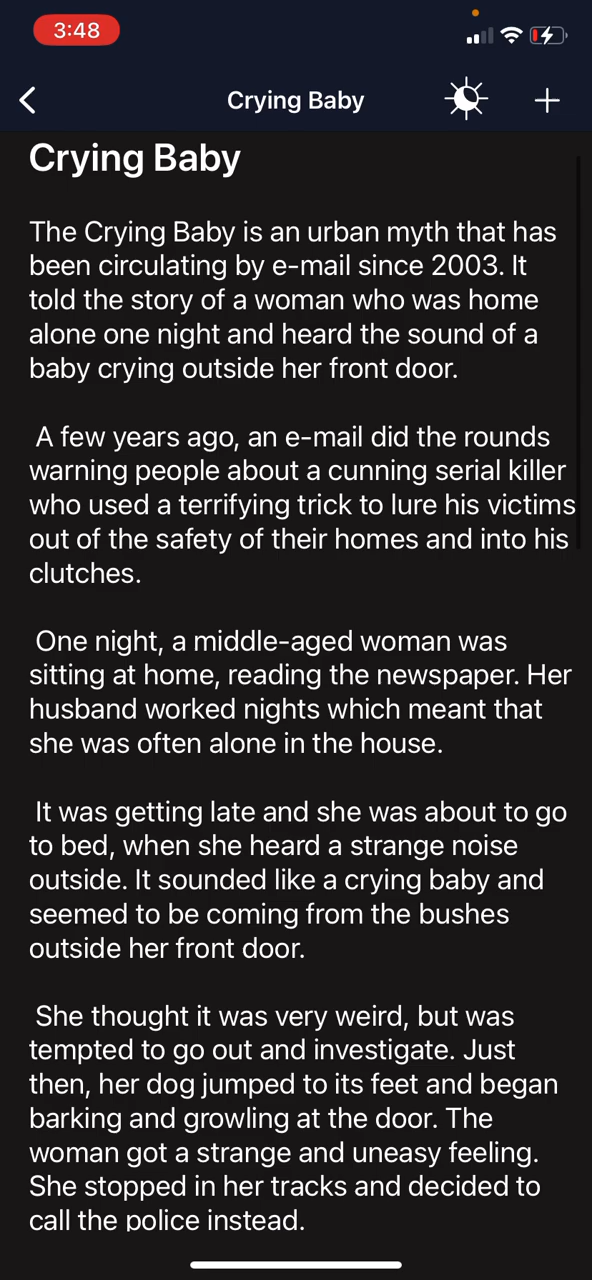 3:48
Crying Baby
Crying Baby
The Crying Baby is an urban myth that has
been circulating by e-mail since 2003. It
told the story of a woman who was home
alone one night and heard the sound of a
baby crying outside her front door.
A few years ago, an e-mail did the rounds
warning people about a cunning serial killer
who used a terrifying trick to lure his victims
out of the safety of their homes and into his
clutches.
One night, a middle-aged woman was
sitting at home, reading the newspaper. Her
husband worked nights which meant that
she was often alone in the house.
It was getting late and she was about to go
to bed, when she heard a strange noise
outside. It sounded like a crying baby and
seemed to be coming from the bushes
outside her front door.
She thought it was very weird, but was
tempted to go out and investigate. Just
then, her dog jumped to its feet and began
barking and growling at the door. The
woman got a strange and uneasy feeling.
She stopped in her tracks and decided to
call the police instead.